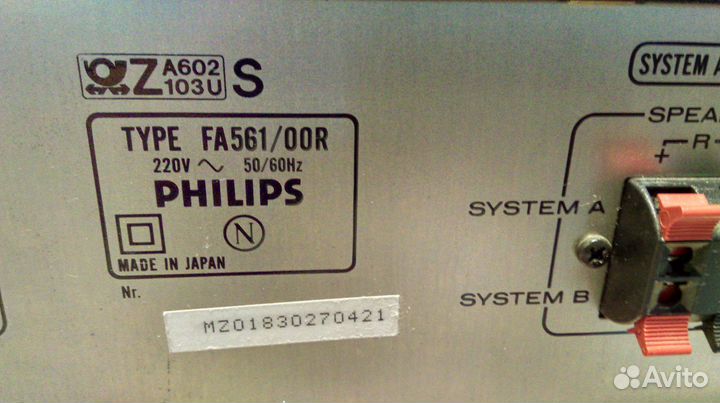 Z A602 103U S
TYPE FA561/00R
220V ~ 50/60Hz
PHILIPS
N
MADE IN JAPAN
Nr.
MZ01830270421
SYSTEM A
SPEA
+ R -
SYSTEM A
SYSTEM B
Avito